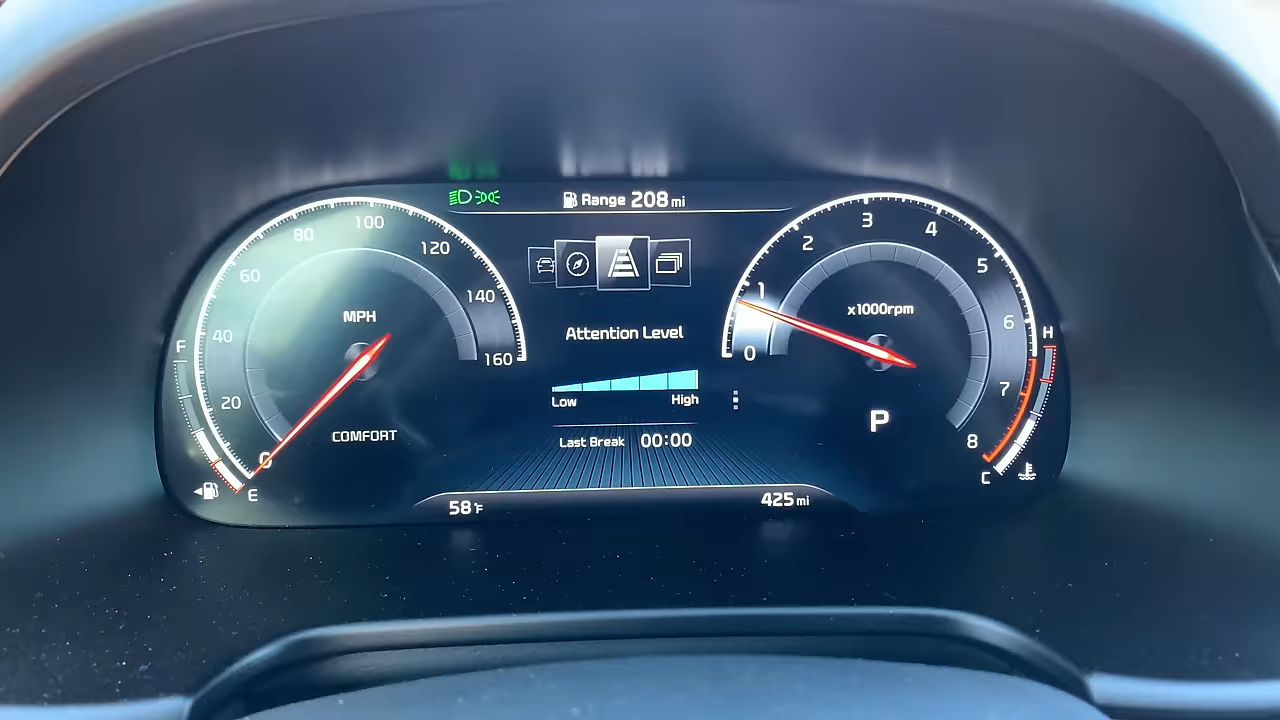 Range 208 mi
0
20
40
60
80
100
120
140
160
MPH
COMFORT
F
E
Attention Level
Low High
Last Break 00:00
58°F
425 mi
0
1
2
3
4
5
6
7
8
x1000rpm
P
H
C